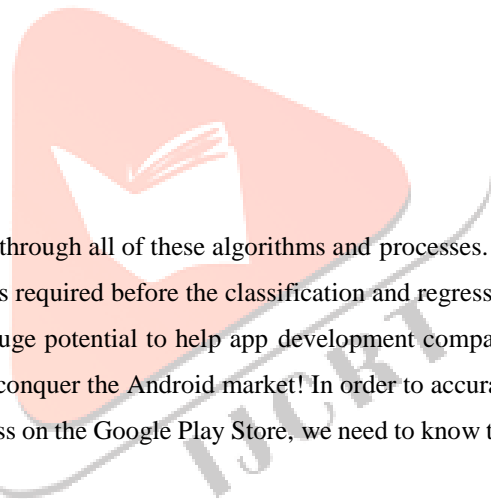 through all of these algorithms and processes.
s required before the classification and regress
uge potential to help app development compa
conquer the Android market! In order to accura
ss on the Google Play Store, we need to know t
IJCRT